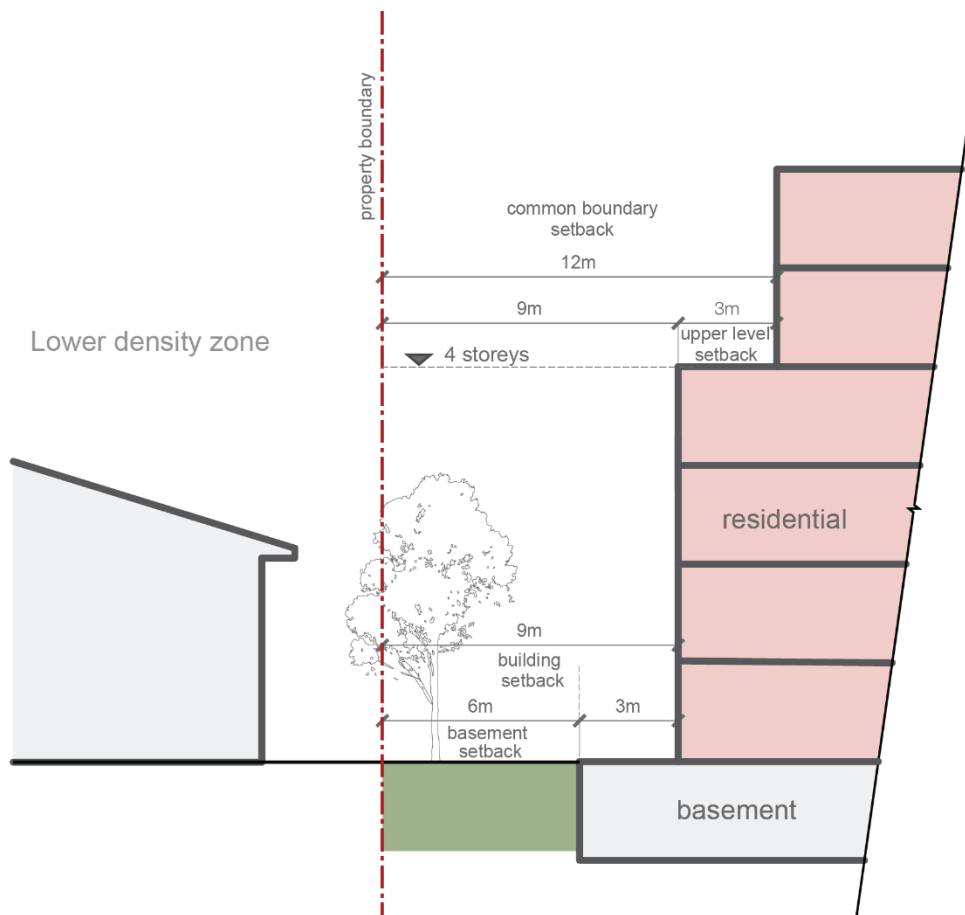 property boundary
common boundary
setback
12m
9m
3m
upper level
setback
Lower density zone
4 storeys
residential
9m
building
setback
6m
3m
basement
setback
basement